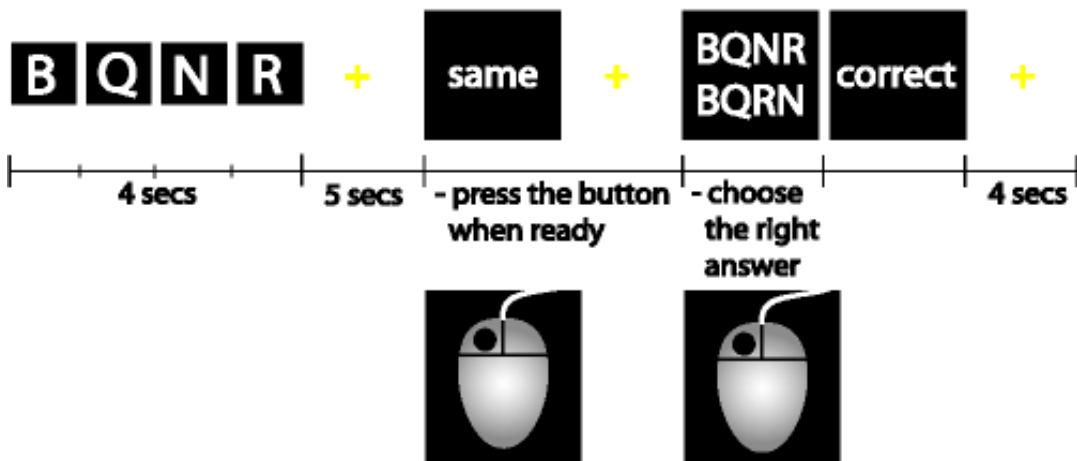 B Q N R
same
BQNR
BQRN
correct
4 secs
5 secs
- press the button
when ready
- choose
the right
answer
4 secs